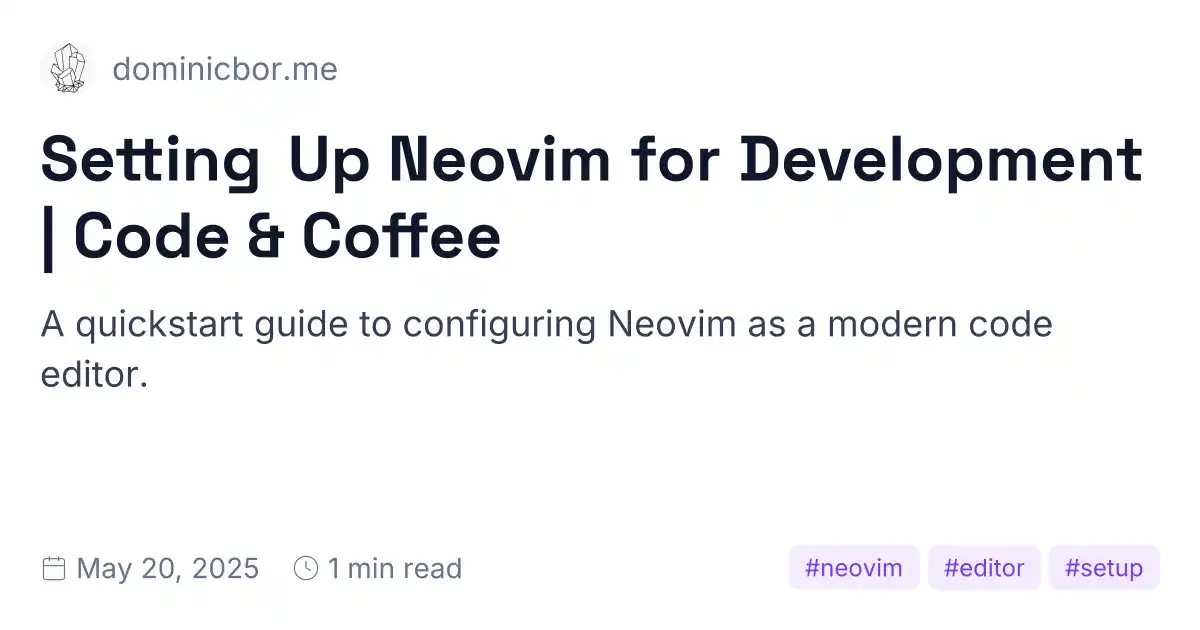 dominicbor.me
Setting Up Neovim for Development
| Code & Coffee
A quickstart guide to configuring Neovim as a modern code
editor.
May 20, 2025 1 min read #neovim #editor #setup